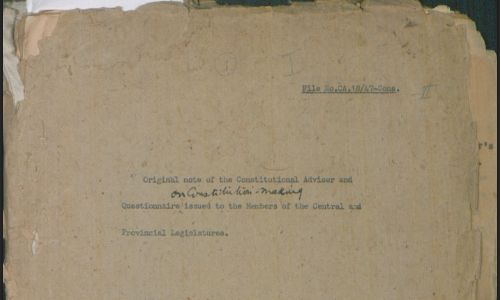 I
File No.CA.18/47-Cons. II
Original note of the Constitutional Adviser and
on Constitution-making
Questionnaire issued to the Members of the Central and
Provincial Legislatures.